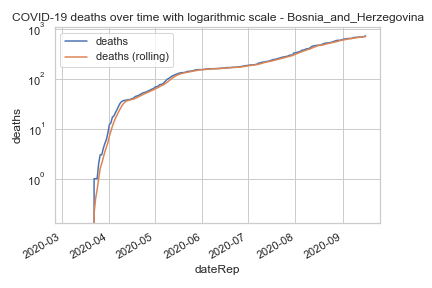 COVID-19 deaths over time with logarithmic scale - Bosnia_and_Herzegovina
deaths
deaths (rolling)
10³
10²
10¹
10⁰
deaths
2020-03
2020-04
2020-05
2020-06
2020-07
2020-08
2020-09
dateRep